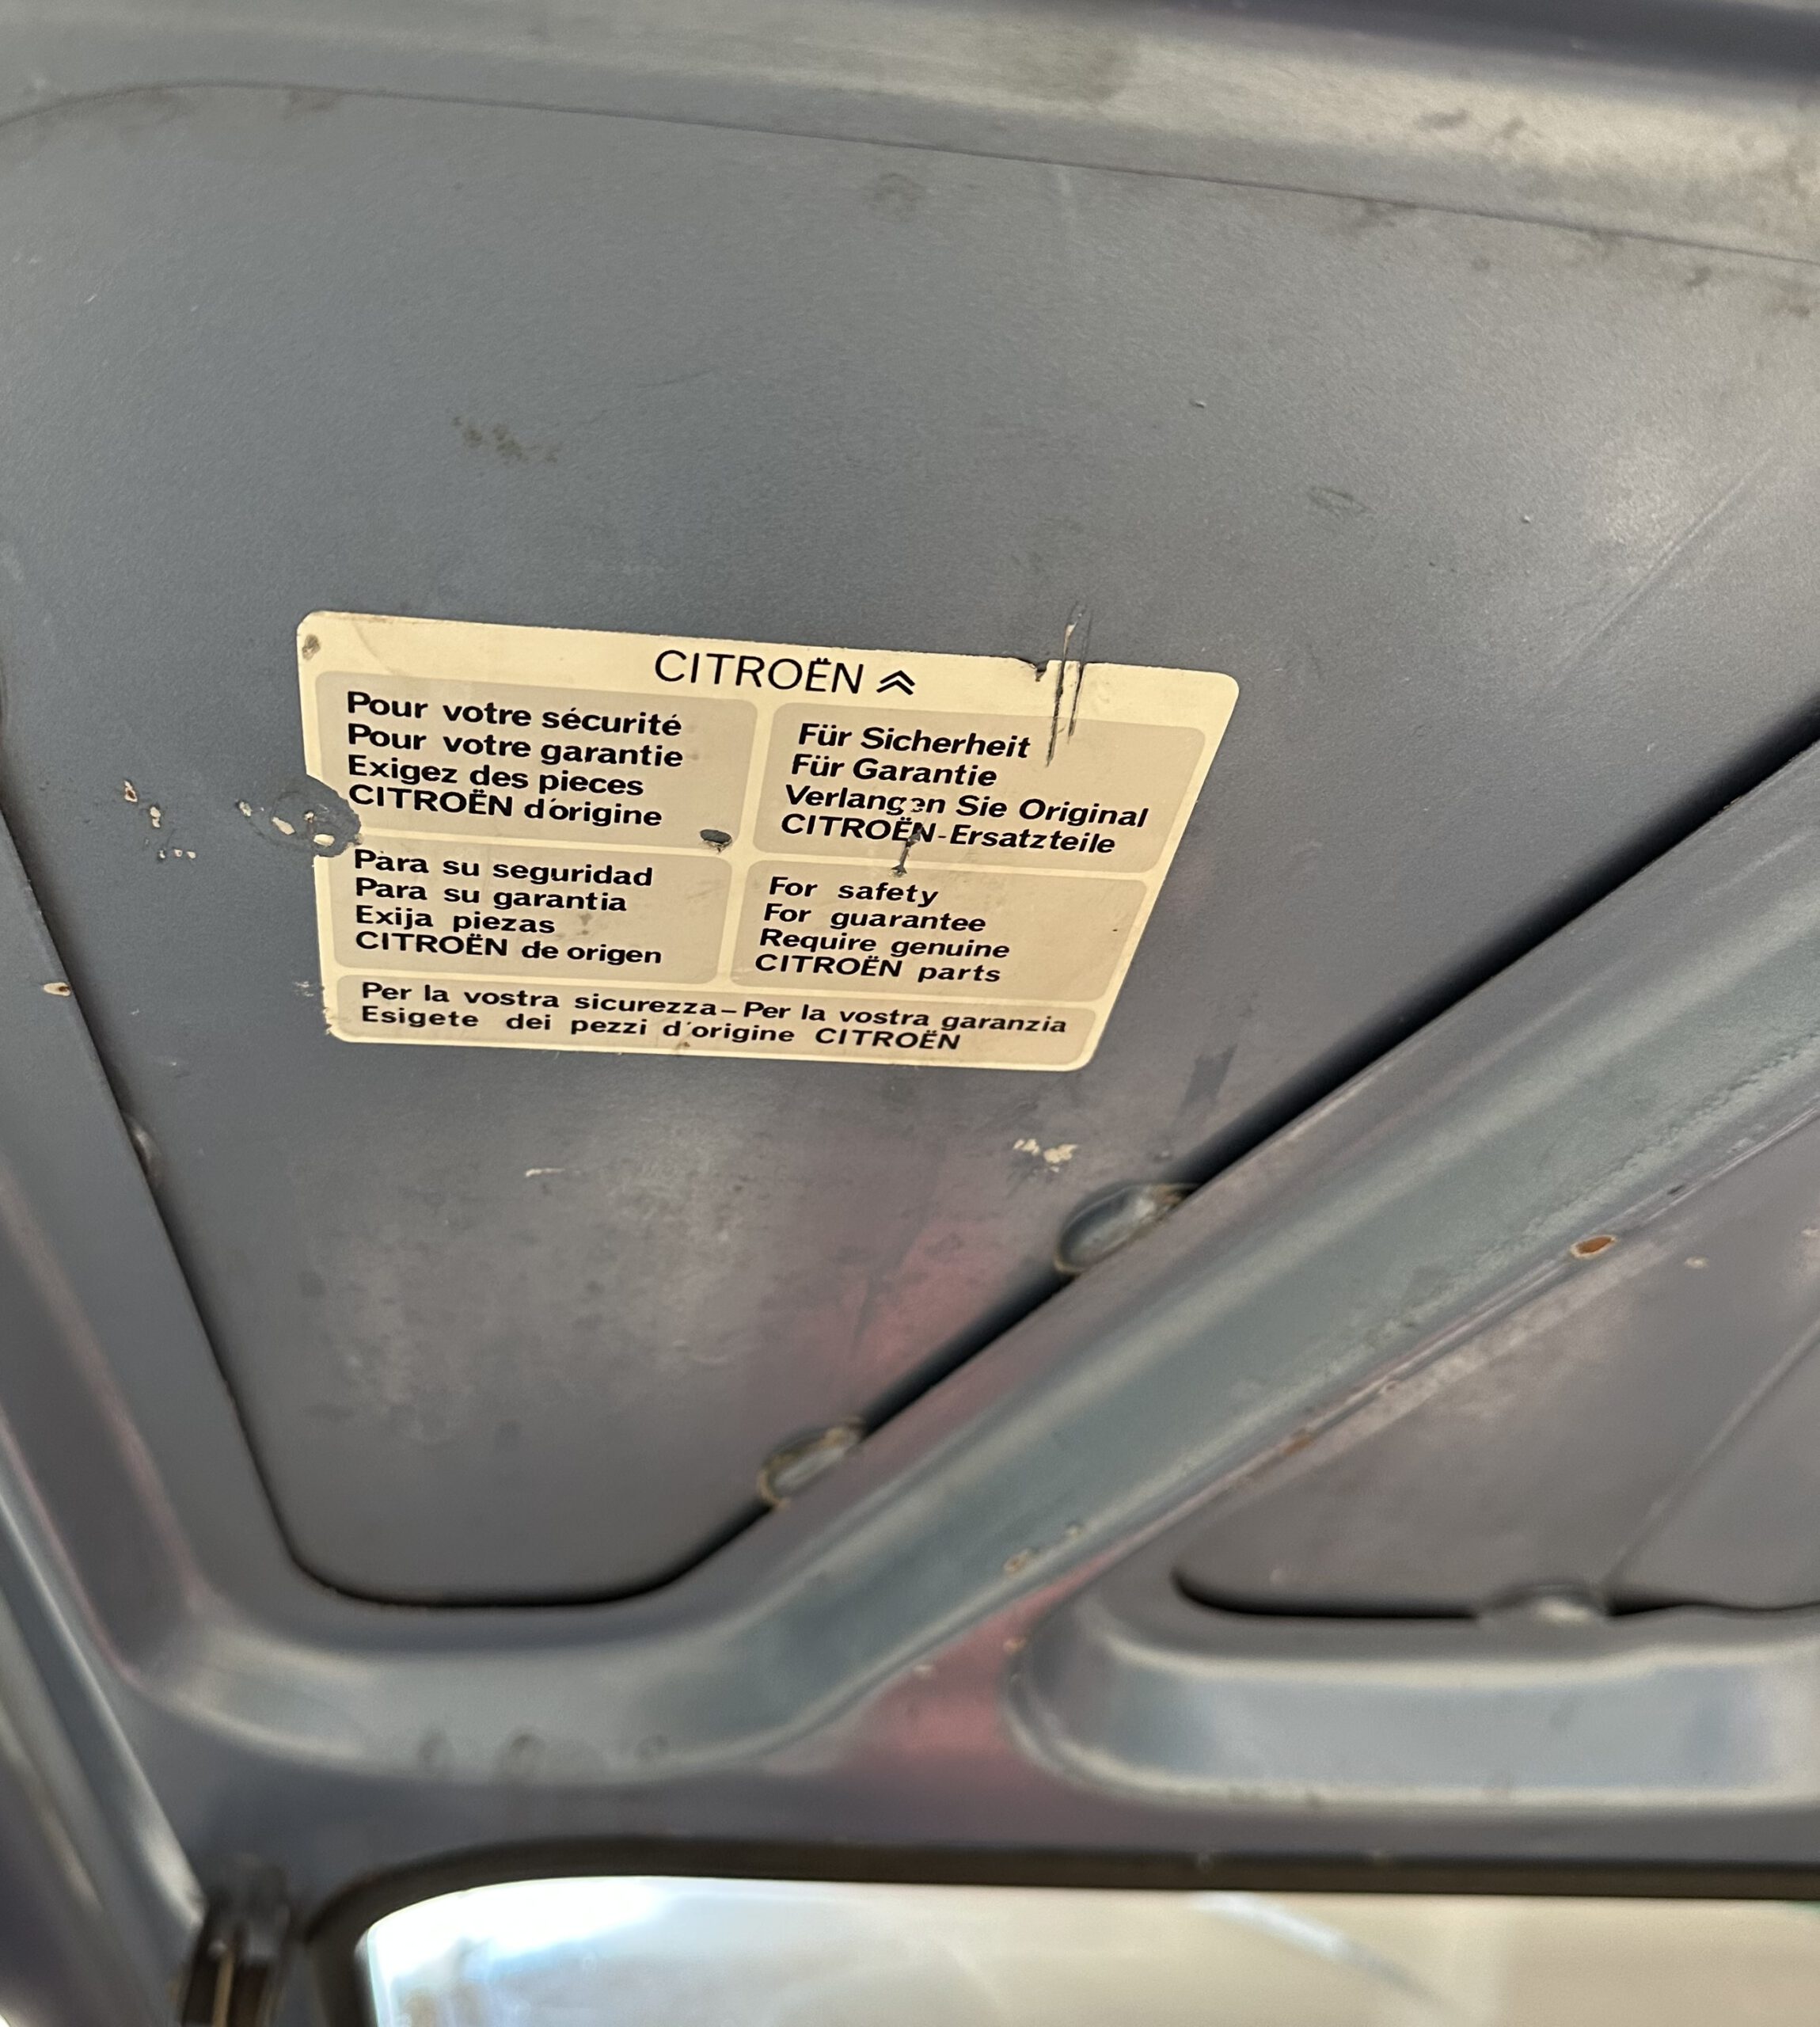 CITROËN
Pour votre sécurité
Pour votre garantie
Exigez des pieces
CITROËN d'origine
Für Sicherheit
Für Garantie
Verlangen Sie Original
CITROËN-Ersatzteile
Para su seguridad
Para su garantia
Exija piezas
CITROËN de origen
For safety
For guarantee
Require genuine
CITROËN parts
Per la vostra sicurezza–Per la vostra garanzia
Esigete dei pezzi d'origine CITROËN